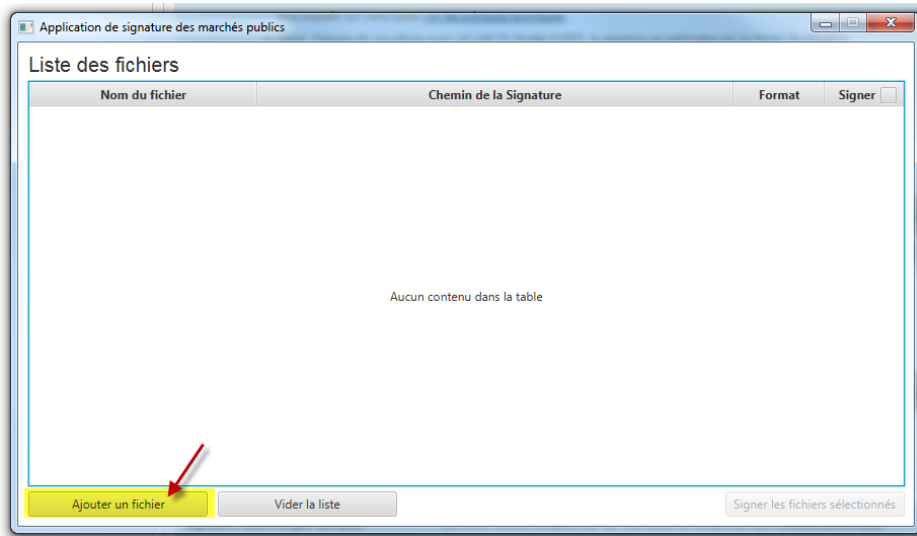 Application de signature des marchés publics
Liste des fichiers
Nom du fichier Chemin de la Signature Format Signer
Aucun contenu dans la table
Ajouter un fichier Vider la liste Signer les fichiers sélectionnés